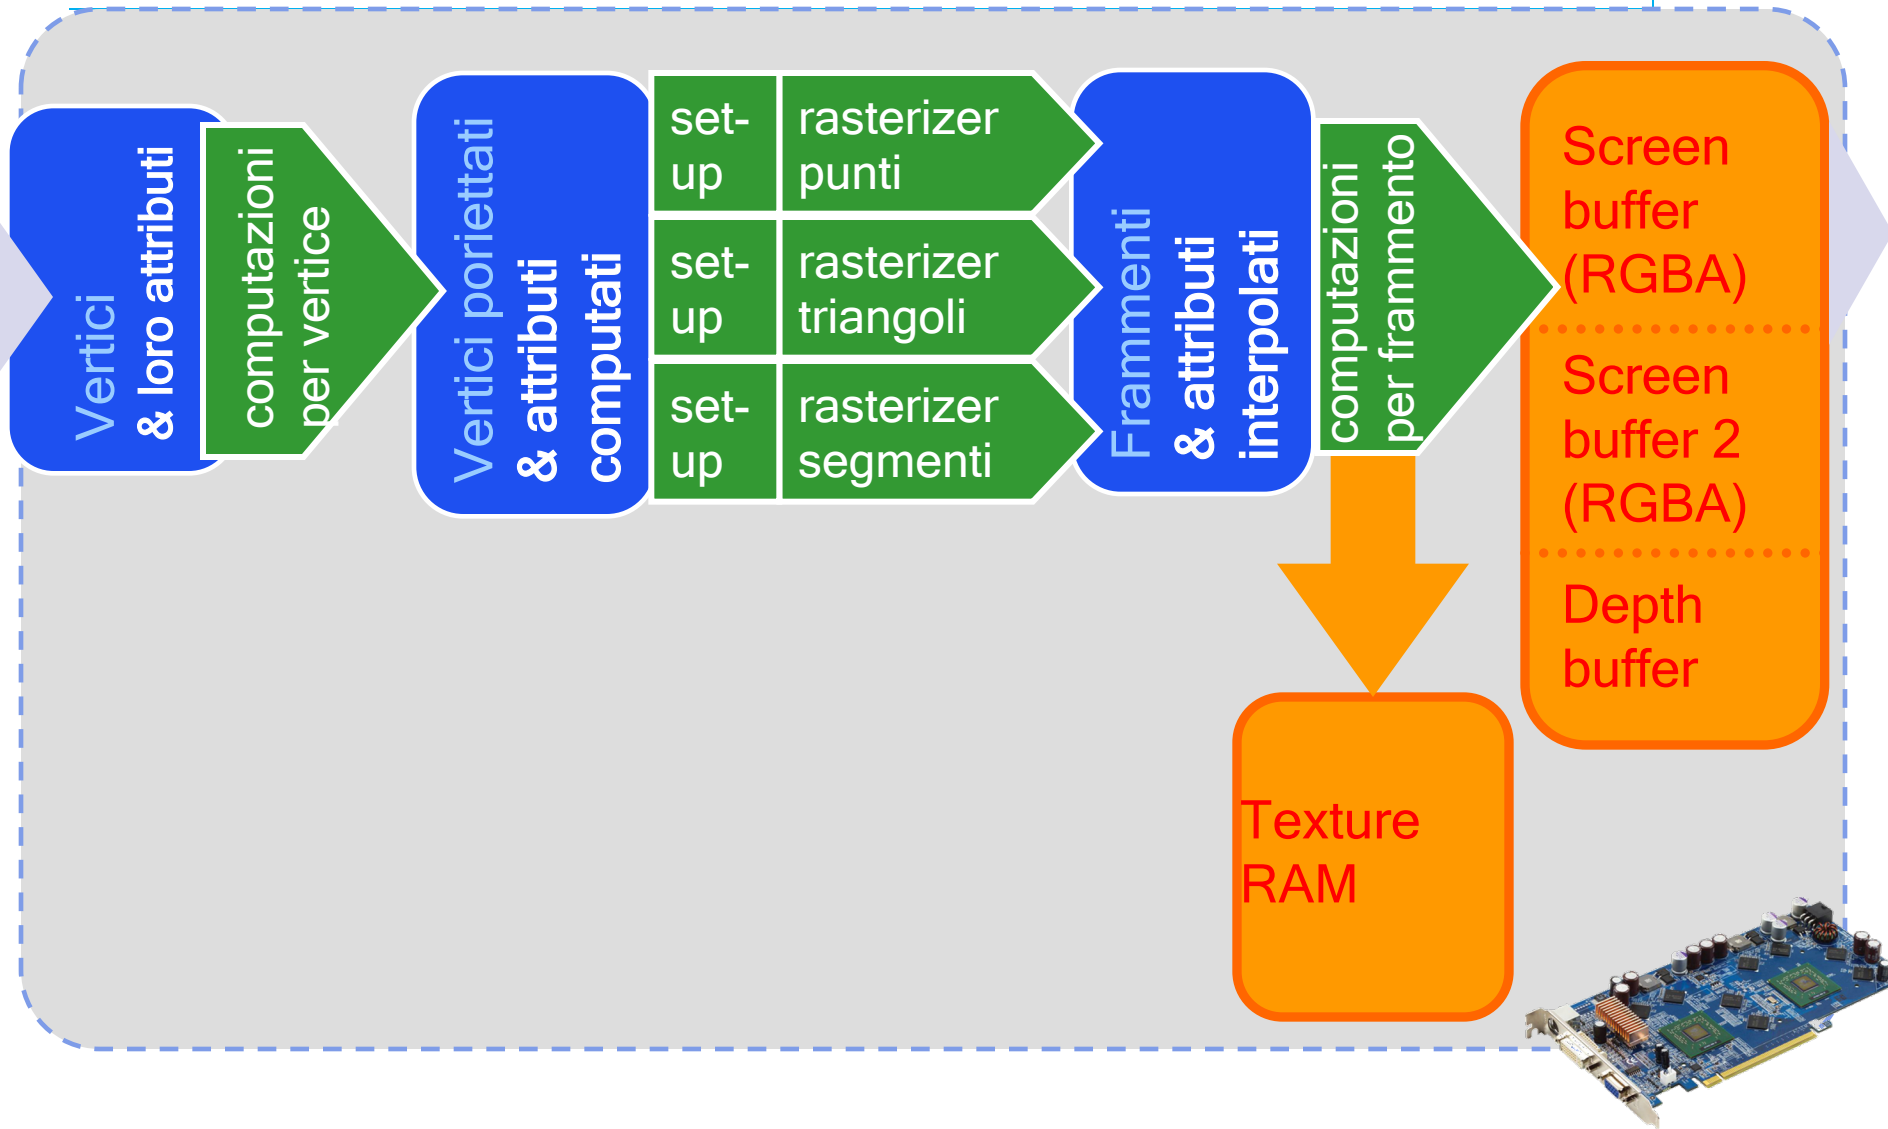 Vertici
& loro attributi
computazioni
per vertice
Vertici poriettati
& attributi
computati
set-
up
rasterizer
punti
set-
up
rasterizer
triangoli
set-
up
rasterizer
segmenti
Frammenti
& attributi
interpolati
computazioni
per frammento
Screen
buffer
(RGBA)
Screen
buffer 2
(RGBA)
Depth
buffer
Texture
RAM